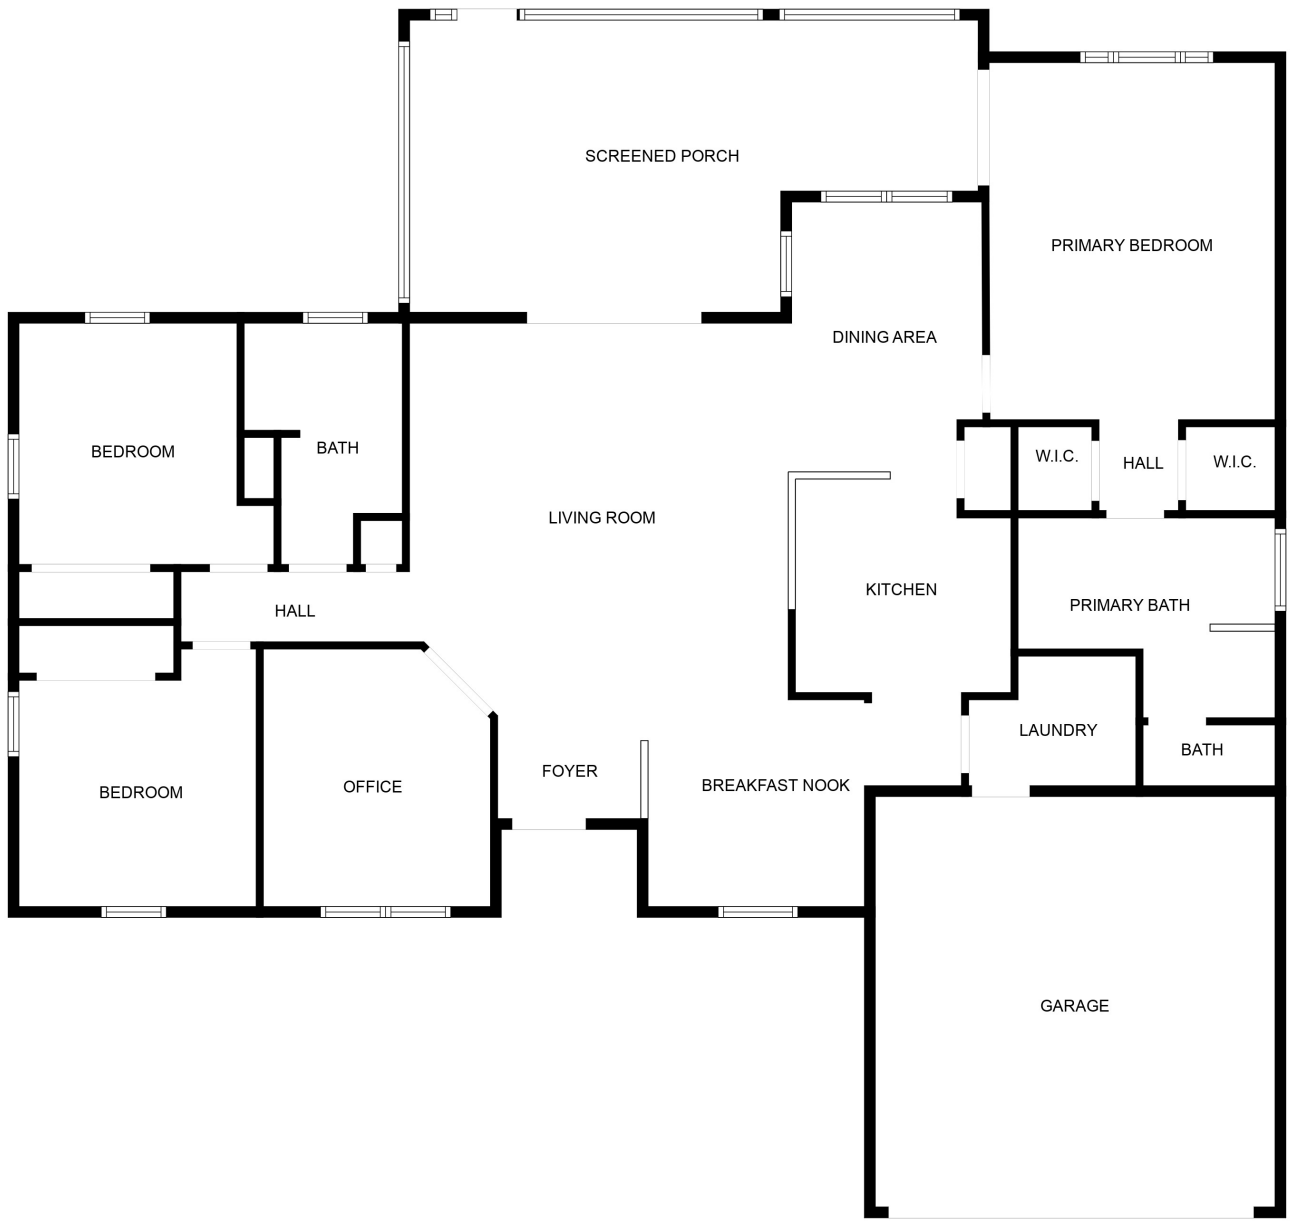 SCREENED PORCH
PRIMARY BEDROOM
DINING AREA
BEDROOM
BATH
W.I.C.
HALL
W.I.C.
LIVING ROOM
KITCHEN
PRIMARY BATH
HALL
LAUNDRY
BATH
FOYER
BREAKFAST NOOK
OFFICE
BEDROOM
GARAGE